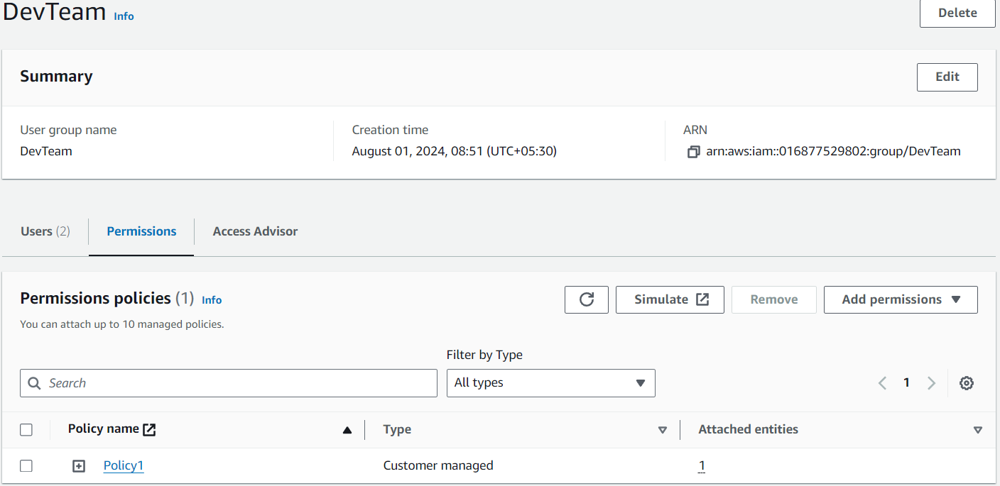 DevTeam Info
Delete
Summary
Edit
User group name
DevTeam
Creation time
August 01, 2024, 08:51 (UTC+05:30)
ARN
arn:aws:iam::016877529802:group/DevTeam
Users (2)
Permissions
Access Advisor
Permissions policies (1) Info
You can attach up to 10 managed policies.
Simulate
Remove
Add permissions
Filter by Type
Search
All types
1
Policy name
Type
Attached entities
Policy1
Customer managed
1